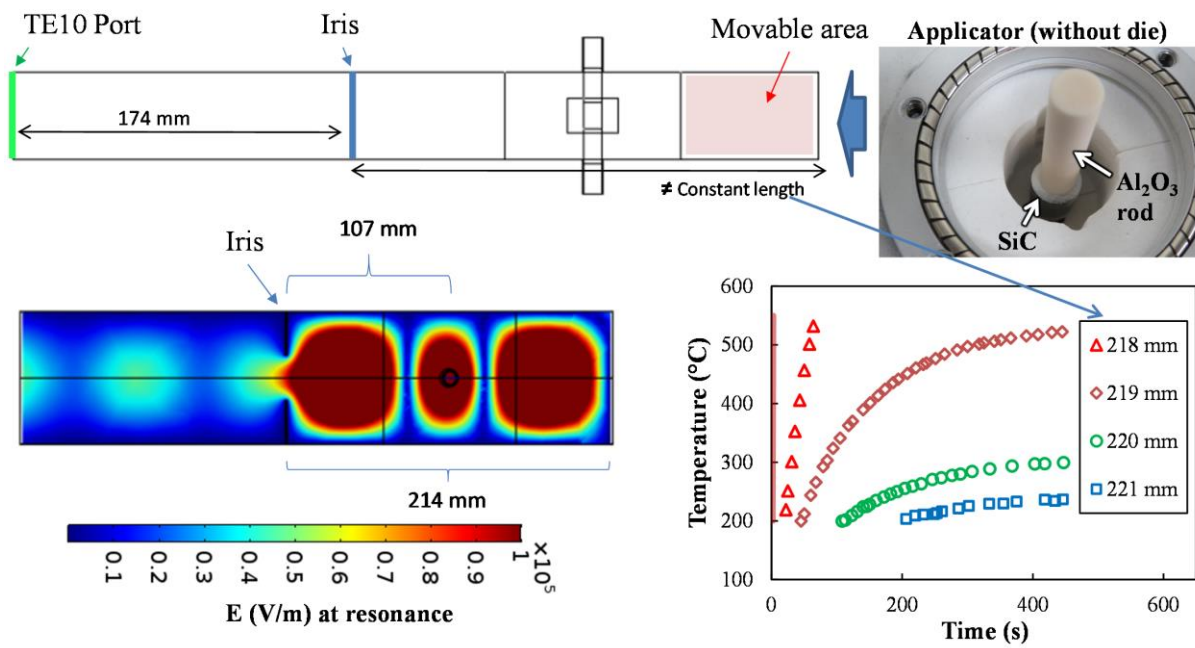 TE10 Port
Iris
Movable area
Applicator (without die)
174 mm
≠ Constant length
Al₂O₃
rod
SiC
Iris
107 mm
214 mm
0.1 0.2 0.3 0.4 0.5 0.6 0.7 0.8 0.9 1
×10⁵
E (V/m) at resonance
Temperature (°C)
600
500
400
300
200
100
0 200 400 600
Time (s)
218 mm
219 mm
220 mm
221 mm